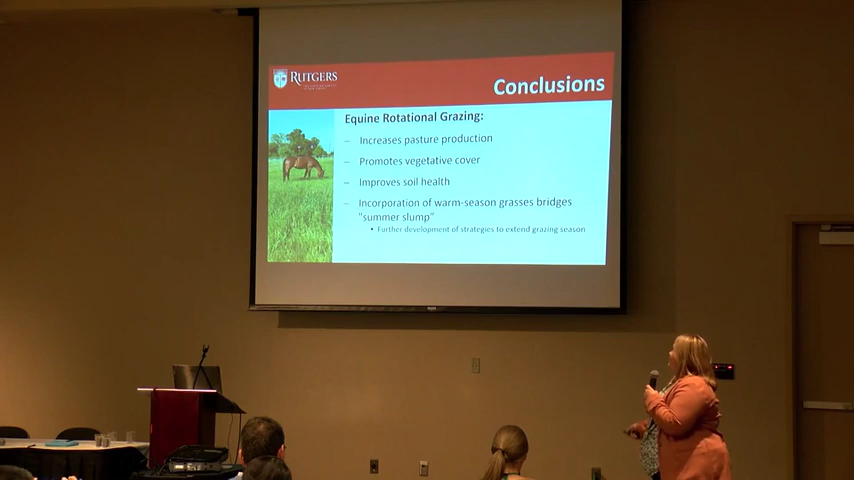 RUTGERS
Conclusions
Equine Rotational Grazing:
– Increases pasture production
– Promotes vegetative cover
– Improves soil health
– Incorporation of warm-season grasses bridges
"summer slump"
• Further development of strategies to extend grazing season